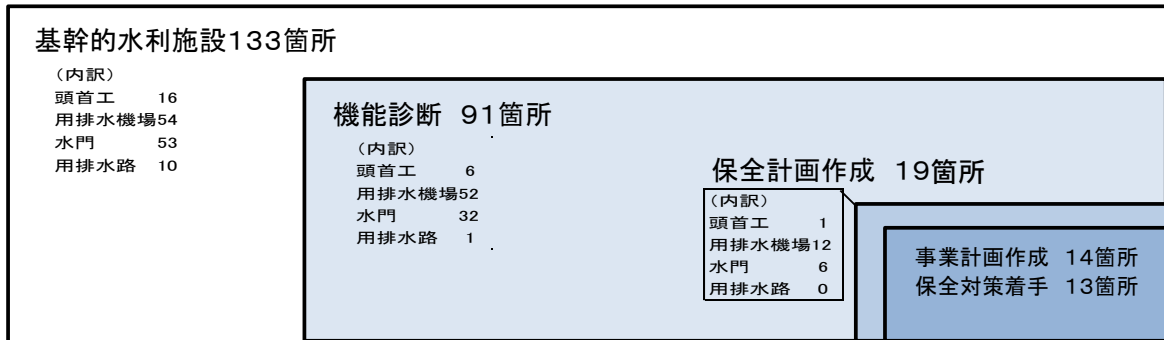 基幹的水利施設133箇所
(内訳)
頭首工 16
用排水機場54
水門 53
用排水路 10
機能診断 91箇所
(内訳)
頭首工 6
用排水機場52
水門 32
用排水路 1
保全計画作成 19箇所
(内訳)
頭首工 1
用排水機場12
水門 6
用排水路 0
事業計画作成 14箇所
保全対策着手 13箇所